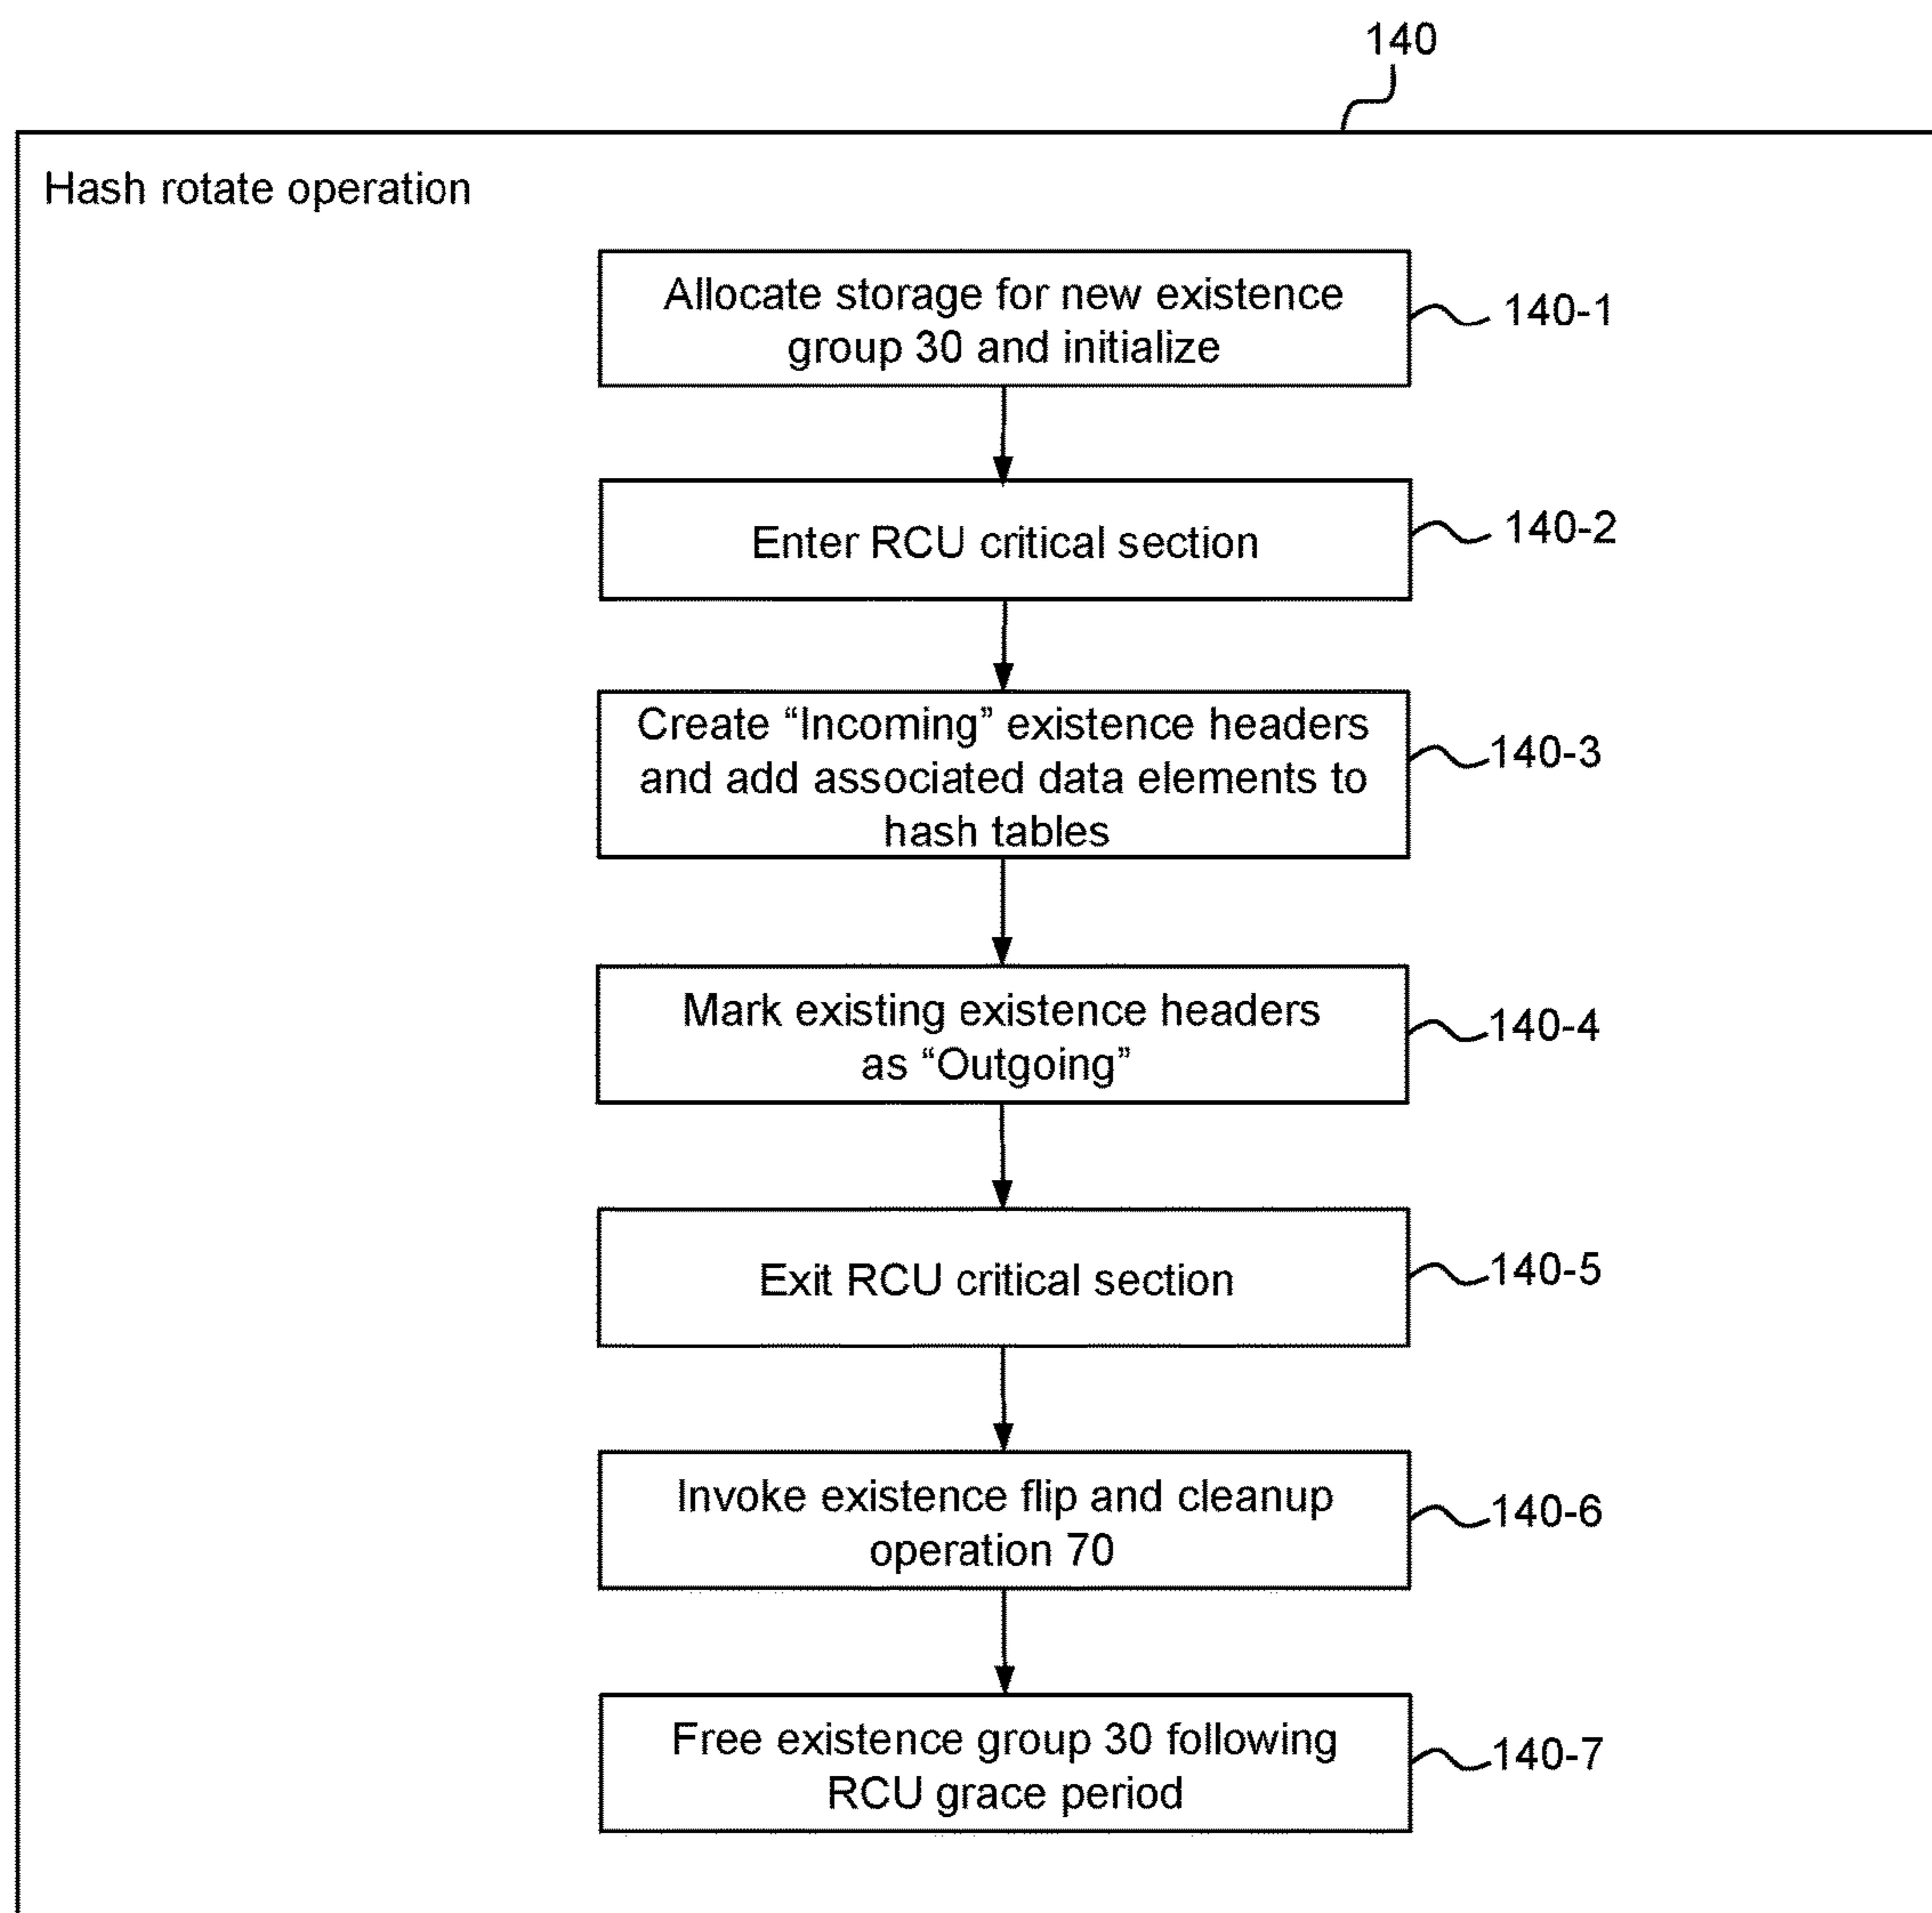 140
Hash rotate operation
Allocate storage for new existence
group 30 and initialize
140-1
Enter RCU critical section
140-2
Create “Incoming” existence headers
and add associated data elements to
hash tables
140-3
Mark existing existence headers
as “Outgoing”
140-4
Exit RCU critical section
140-5
Invoke existence flip and cleanup
operation 70
140-6
Free existence group 30 following
RCU grace period
140-7